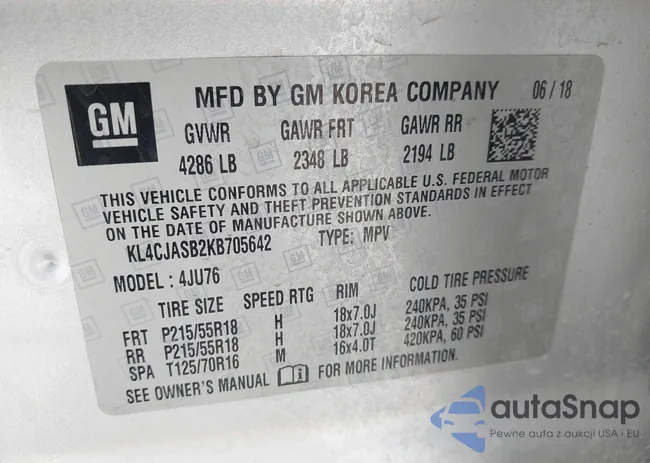 GM
MFD BY GM KOREA COMPANY 06 / 18
GVWR GAWR FRT GAWR RR
4286 LB 2348 LB 2194 LB
THIS VEHICLE CONFORMS TO ALL APPLICABLE U.S. FEDERAL MOTOR
VEHICLE SAFETY AND THEFT PREVENTION STANDARDS IN EFFECT
ON THE DATE OF MANUFACTURE SHOWN ABOVE.
KL4CJASB2KB705642 TYPE: MPV
MODEL : 4JU76
TIRE SIZE SPEED RTG RIM COLD TIRE PRESSURE
FRT P215/55R18 H 18x7.0J 240KPA, 35 PSI
RR P215/55R18 H 18x7.0J 240KPA, 35 PSI
SPA T125/70R16 M 16x4.0T 420KPA, 60 PSI
SEE OWNER'S MANUAL FOR MORE INFORMATION.
autaSnap
Pewne auta z aukcji USA i EU